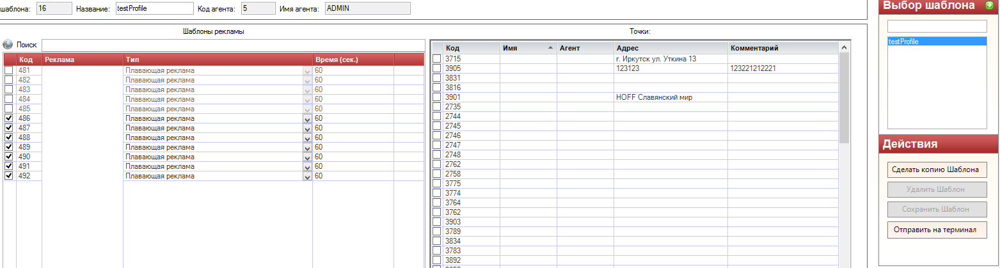 шаблона: 16 Название: testProfile Код агента: 5 Имя агента: ADMIN
Шаблоны рекламы
Поиск
Код Реклама Тип Время (сек.)
481 Плавающая реклама 60
482 Плавающая реклама 60
483 Плавающая реклама 60
484 Плавающая реклама 60
485 Плавающая реклама 60
486 Плавающая реклама 60
487 Плавающая реклама 60
488 Плавающая реклама 60
489 Плавающая реклама 60
490 Плавающая реклама 60
491 Плавающая реклама 60
492 Плавающая реклама 60
Точки:
Код Имя Агент Адрес Комментарий
3715 г. Иркутск ул. Уткина 13
3905 123123 123221212221
3831
3816
3901 HOFF Славянский мир
2735
2744
2745
2746
2747
2748
2762
2758
3775
3774
3764
3762
3903
3789
3834
3783
3892
Выбор шаблона
testProfile
Действия
Сделать копию Шаблона
Удалить Шаблон
Сохранить Шаблон
Отправить на терминал